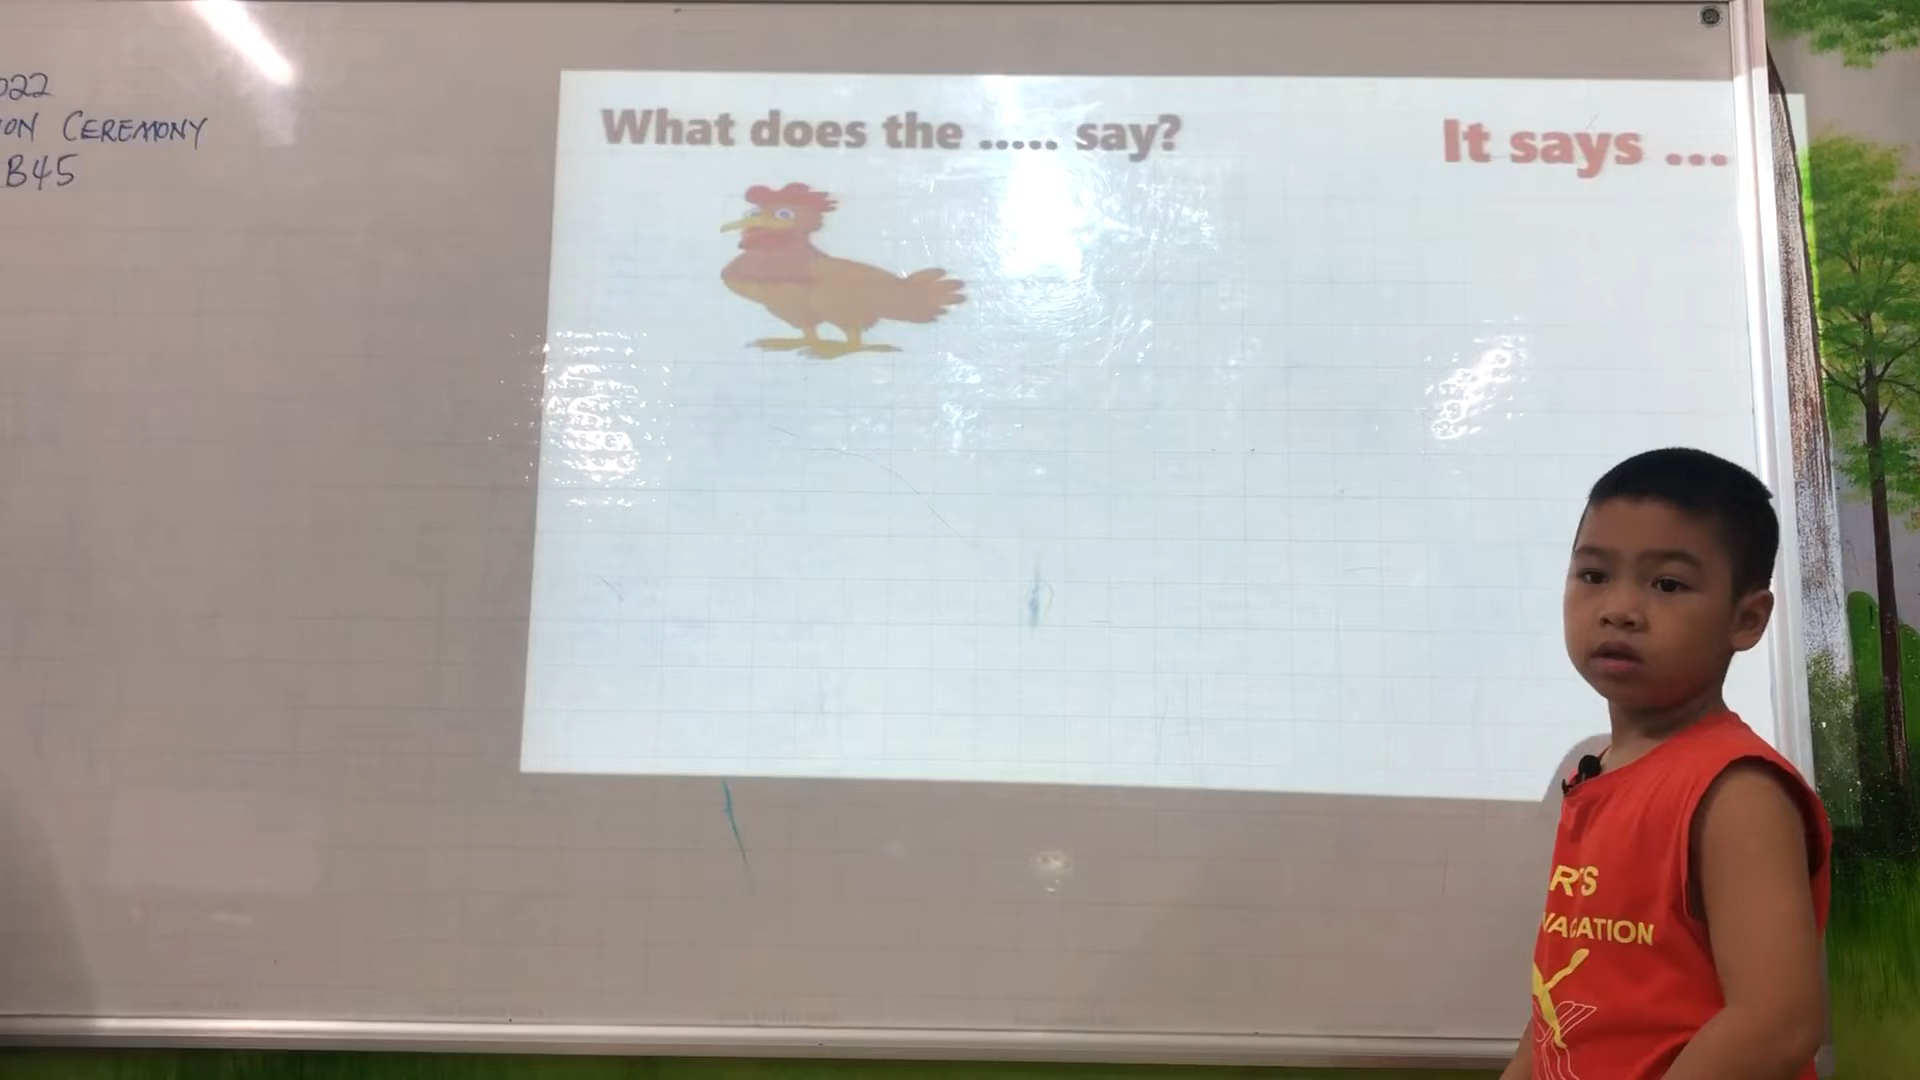 022
ON CEREMONY
B45
What does the ..... say?
It says ...
R'S
VACATION